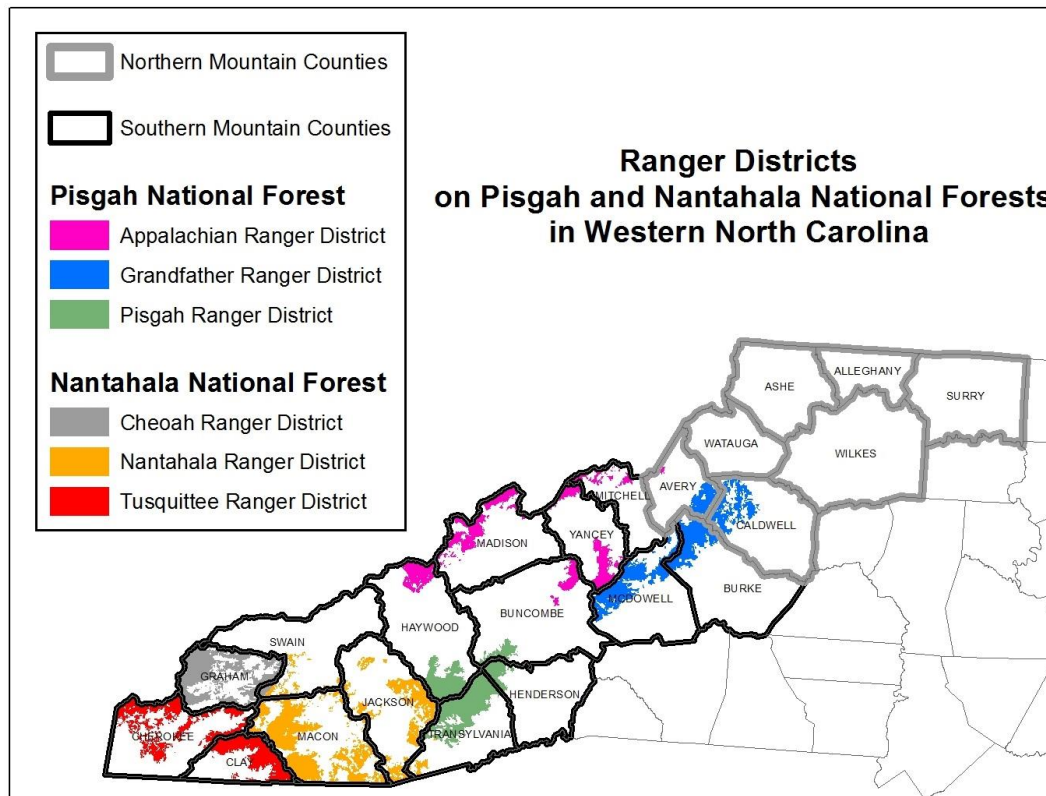 Northern Mountain Counties
Southern Mountain Counties
Pisgah National Forest
Appalachian Ranger District
Grandfather Ranger District
Pisgah Ranger District
Nantahala National Forest
Cheoah Ranger District
Nantahala Ranger District
Tusquittee Ranger District
Ranger Districts
on Pisgah and Nantahala National Forests
in Western North Carolina
ALLEGHANY
ASHE
SURRY
WATAUGA
WILKES
AVERY
MITCHELL
CALDWELL
YANCEY
MADISON
BURKE
MCDOWELL
BUNCOMBE
HAYWOOD
SWAIN
GRAHAM
HENDERSON
JACKSON
TRANSYLVANIA
CHEROKEE
MACON
CLAY